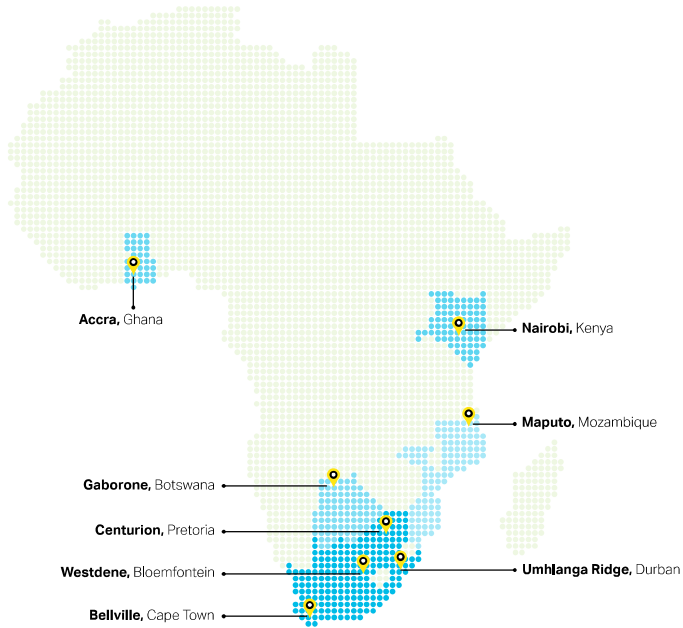 Accra, Ghana
Nairobi, Kenya
Maputo, Mozambique
Gaborone, Botswana
Centurion, Pretoria
Westdene, Bloemfontein
Umhlanga Ridge, Durban
Bellville, Cape Town